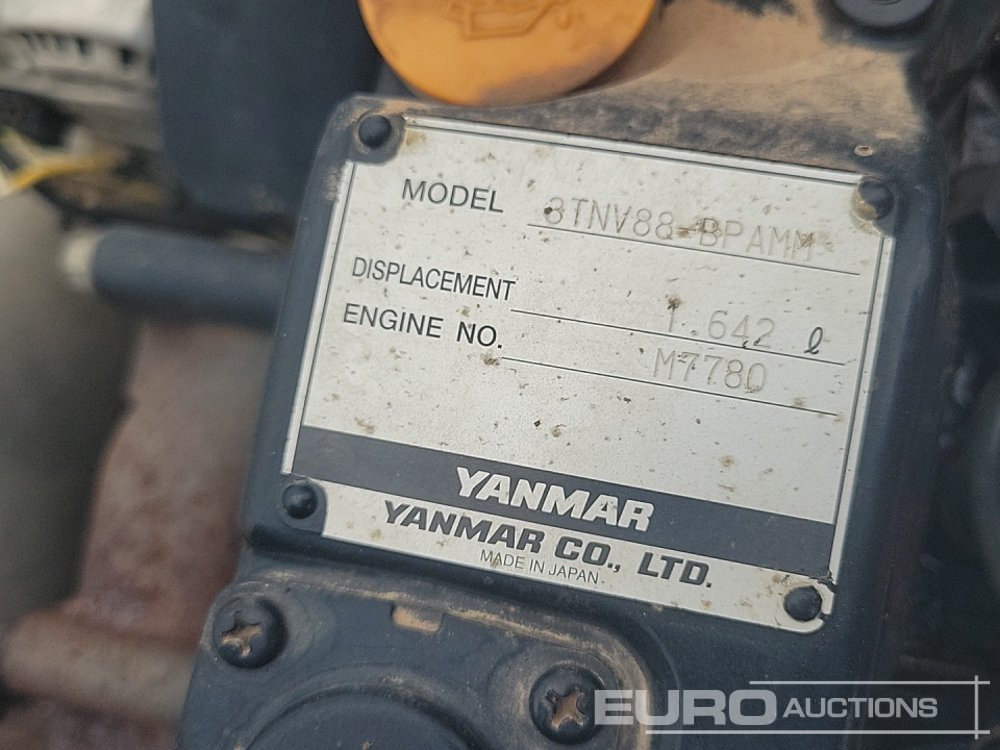 MODEL 3TNV88-BPAMM
DISPLACEMENT 1.642 ℓ
ENGINE NO. M7780
YANMAR
YANMAR CO., LTD.
MADE IN JAPAN
EURO AUCTIONS